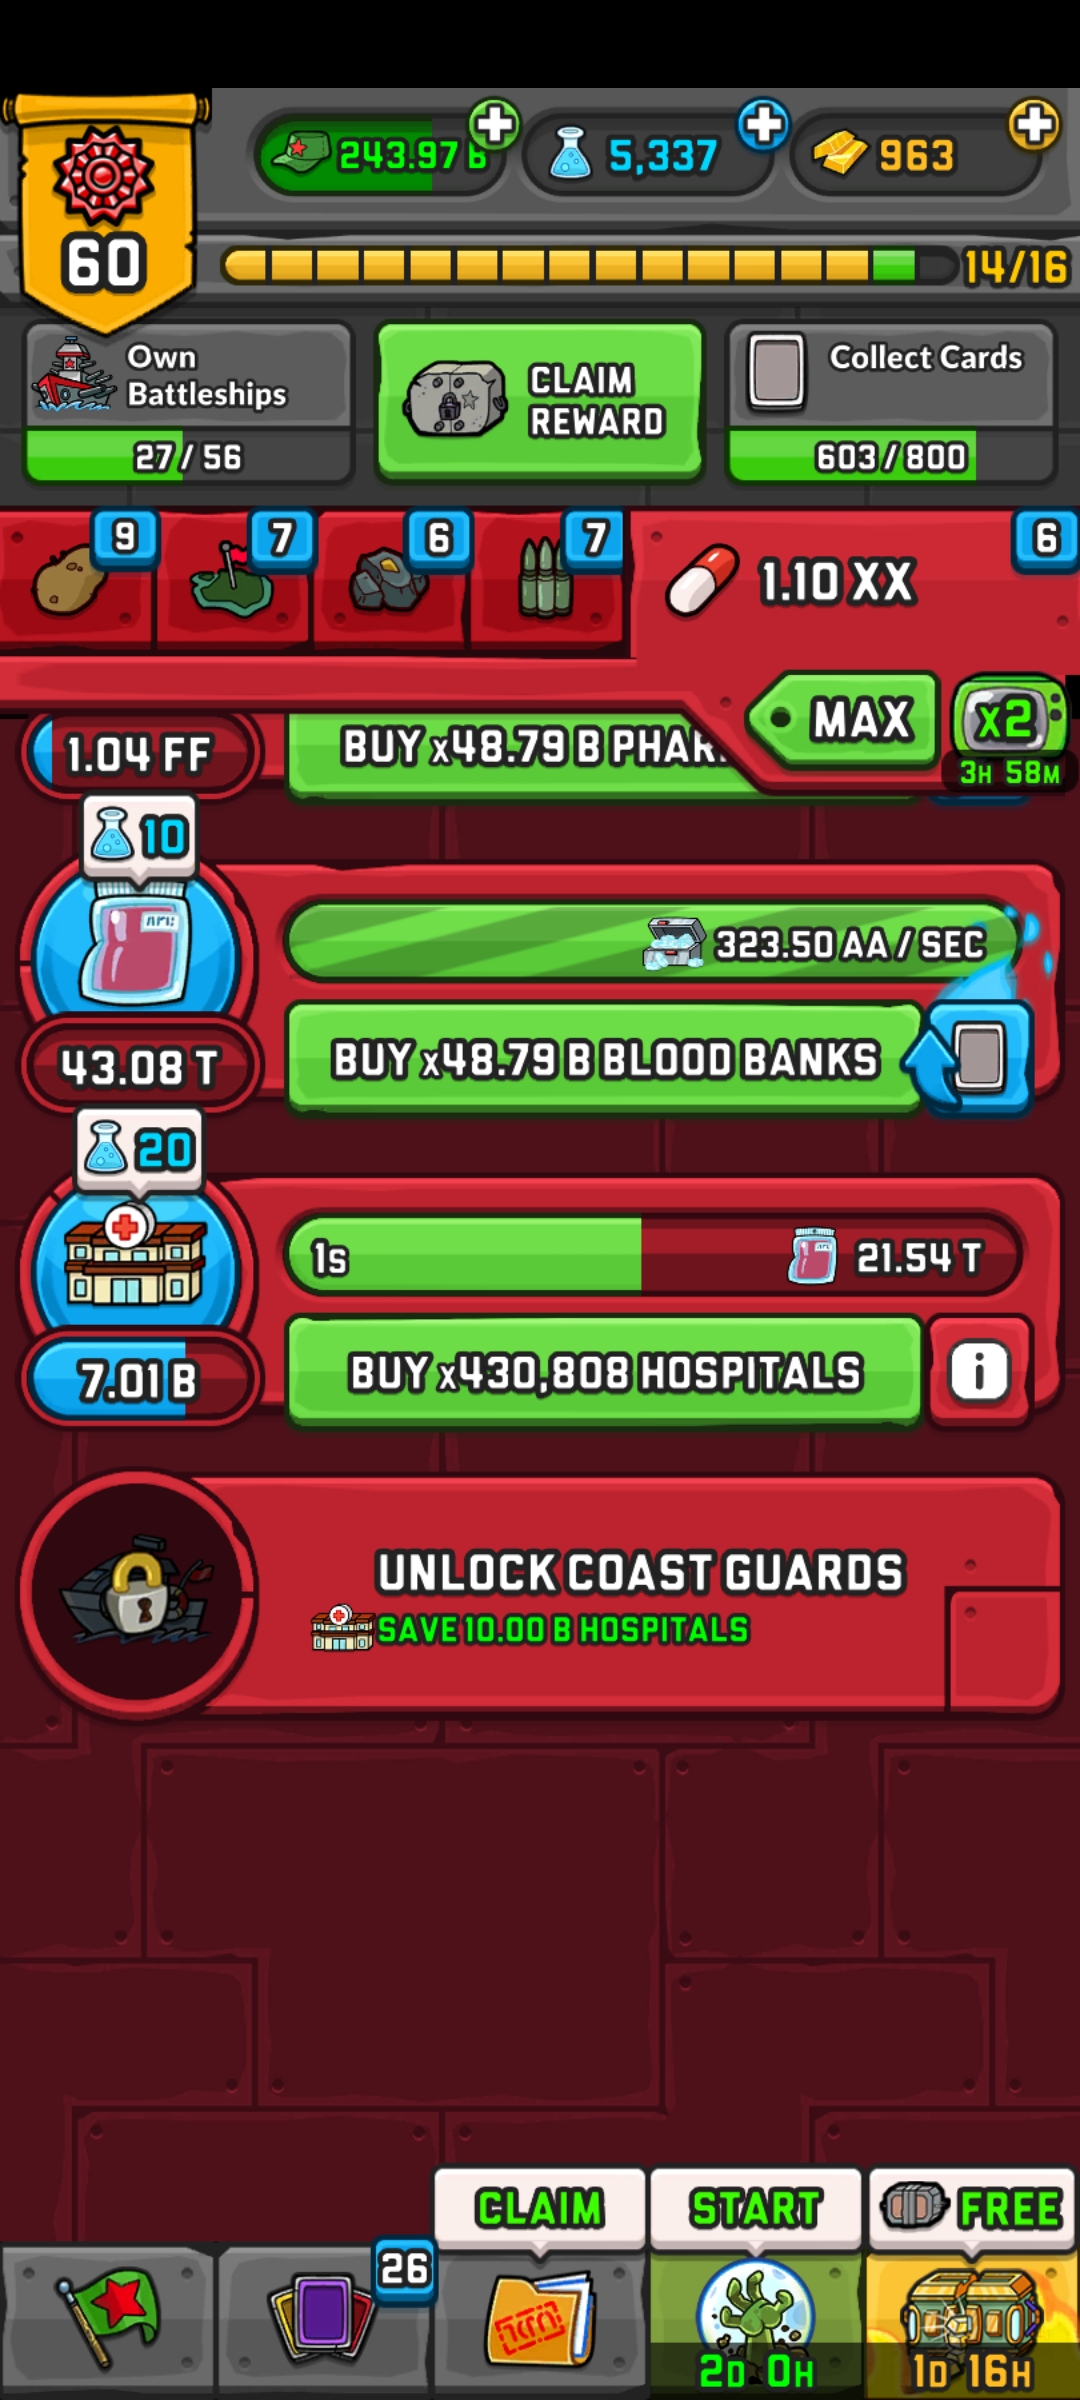 243.97 B
5,337
963
60
14/16
Own
Battleships
27/56
CLAIM
REWARD
Collect Cards
603/800
9
7
6
7
1.10 XX
6
MAX
x2
3H 58M
1.04 FF
BUY x48.79 B
10
323.50 AA / SEC
43.08 T
BUY x48.79 B BLOOD BANKS
20
1s
21.54 T
7.01 B
BUY x430,808 HOSPITALS
i
UNLOCK COAST GUARDS
SAVE 10.00 B HOSPITALS
CLAIM
START
FREE
26
2D 0H
1D 16H